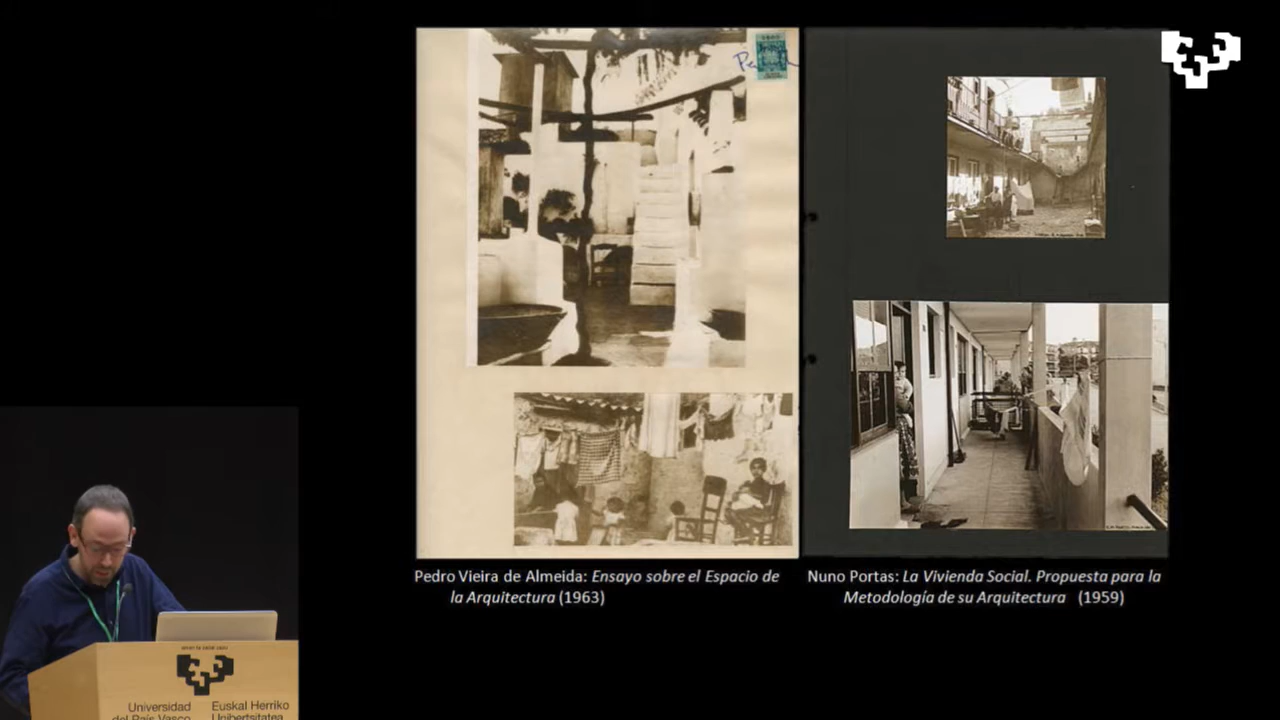 Pedro Vieira de Almeida: Ensayo sobre el Espacio de
la Arquitectura (1963)
Nuno Portas: La Vivienda Social. Propuesta para la
Metodología de su Arquitectura (1959)
Universidad
del País Vasco
Euskal Herriko
Unibertsitatea